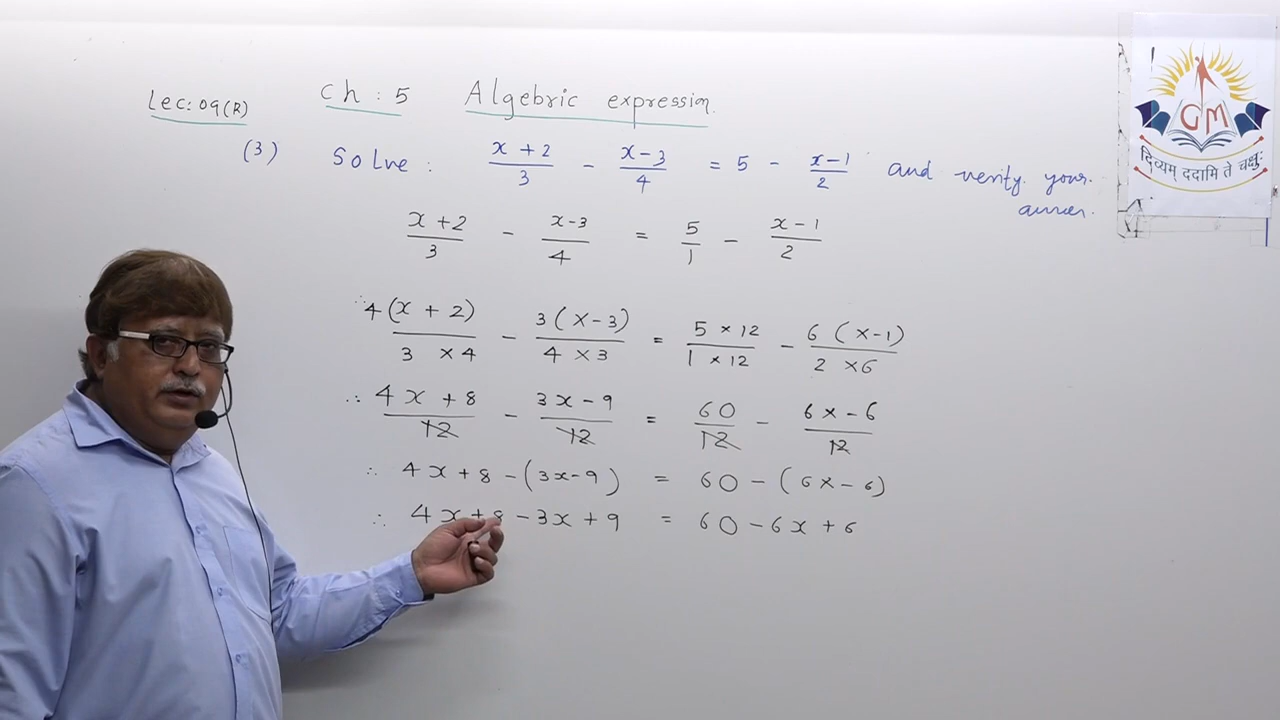 Lec: 09(R)
Ch : 5 Algebric expression.
GM
दिव्यम् ददामि ते चक्षुः
(3) Solve : (x + 2)/3 - (x-3)/4 = 5 - (x-1)/2 and verify your.
(x +2)/3 - (x-3)/4 = 5/1 - (x-1)/2
∴ 4(x + 2)/(3 ×4) - 3(x-3)/(4 ×3) = (5 ×12)/(1 ×12) - 6(x-1)/(2 ×6)
∴ (4x +8)/12 - (3x-9)/12 = 60/12 - (6x-6)/12
∴ 4x+8-(3x-9) = 60-(6x-6)
∴ 4x+8-3x+9 = 60-6x+6